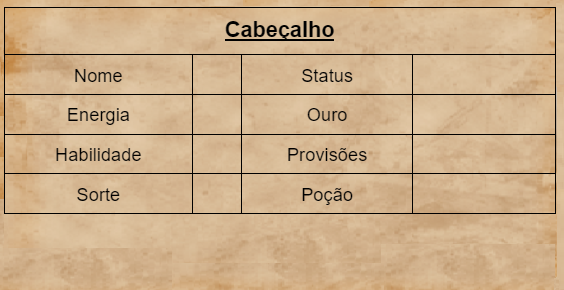 Cabeçalho
Nome Status
Energia Ouro
Habilidade Provisões
Sorte Poção